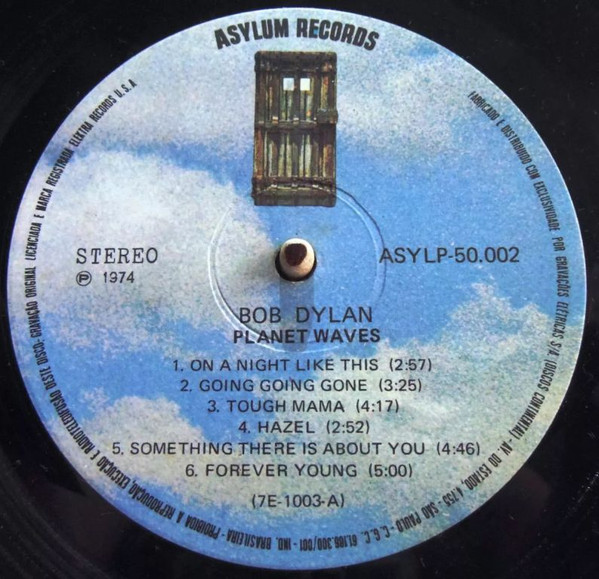 ASYLUM RECORDS
STEREO
Ⓟ 1974
ASYLP-50.002
BOB DYLAN
PLANET WAVES
1. ON A NIGHT LIKE THIS (2:57)
2. GOING GOING GONE (3:25)
3. TOUGH MAMA (4:17)
4. HAZEL (2:52)
5. SOMETHING THERE IS ABOUT YOU (4:46)
6. FOREVER YOUNG (5:00)
(7E-1003-A)
FABRICADO E DISTRIBUIDO COM EXCLUSIVIDADE POR GRAVAÇÕES ELÉTRICAS S/A. (DISCOS CONTINENTAL) - AV. DO ESTADO, 4755 - SÃO PAULO - C.G.C. 61.186.300/001 - IND. BRASILEIRA - PROIBIDA A REPRODUÇÃO, EXECUÇÃO E RADIOTELEDIFUSÃO DESTE DISCO - GRAVAÇÃO ORIGINAL LICENCIADA E MARCA REGISTRADA ELEKTRA RECORDS U.S.A